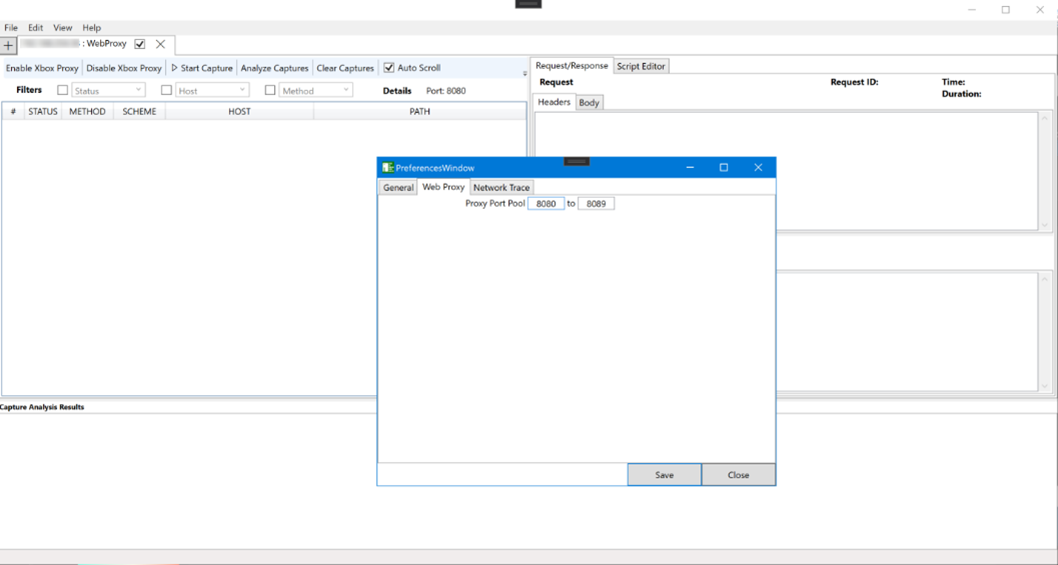 File Edit View Help
+ : WebProxy
Enable Xbox Proxy Disable Xbox Proxy Start Capture Analyze Captures Clear Captures Auto Scroll
Filters Status Host Method Details Port: 8080
# STATUS METHOD SCHEME HOST PATH
Request/Response Script Editor
Request Request ID: Time:
Duration:
Headers Body
PreferencesWindow
General Web Proxy Network Trace
Proxy Port Pool 8080 to 8089
Save Close
Capture Analysis Results